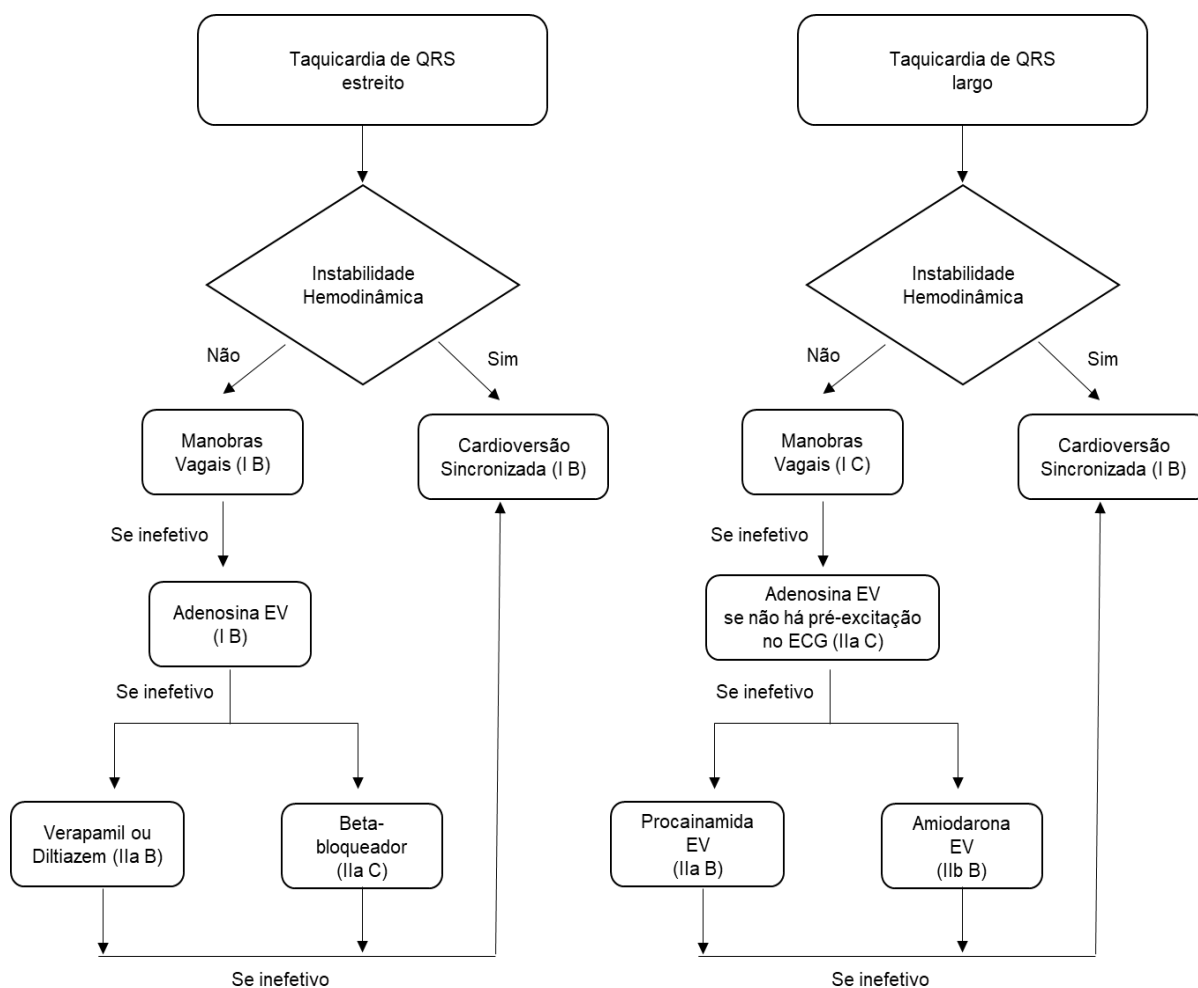 Taquicardia de QRS
estreito
Instabilidade
Hemodinâmica
Não
Sim
Manobras
Vagais (I B)
Cardioversão
Sincronizada (I B)
Se inefetivo
Adenosina EV
(I B)
Se inefetivo
Verapamil ou
Diltiazem (IIa B)
Beta-
bloqueador
(IIa C)
Se inefetivo
Taquicardia de QRS
largo
Instabilidade
Hemodinâmica
Não
Sim
Manobras
Vagais (I C)
Cardioversão
Sincronizada (I B)
Se inefetivo
Adenosina EV
se não há pré-excitação
no ECG (IIa C)
Se inefetivo
Procainamida
EV
(IIa B)
Amiodarona
EV
(IIb B)
Se inefetivo